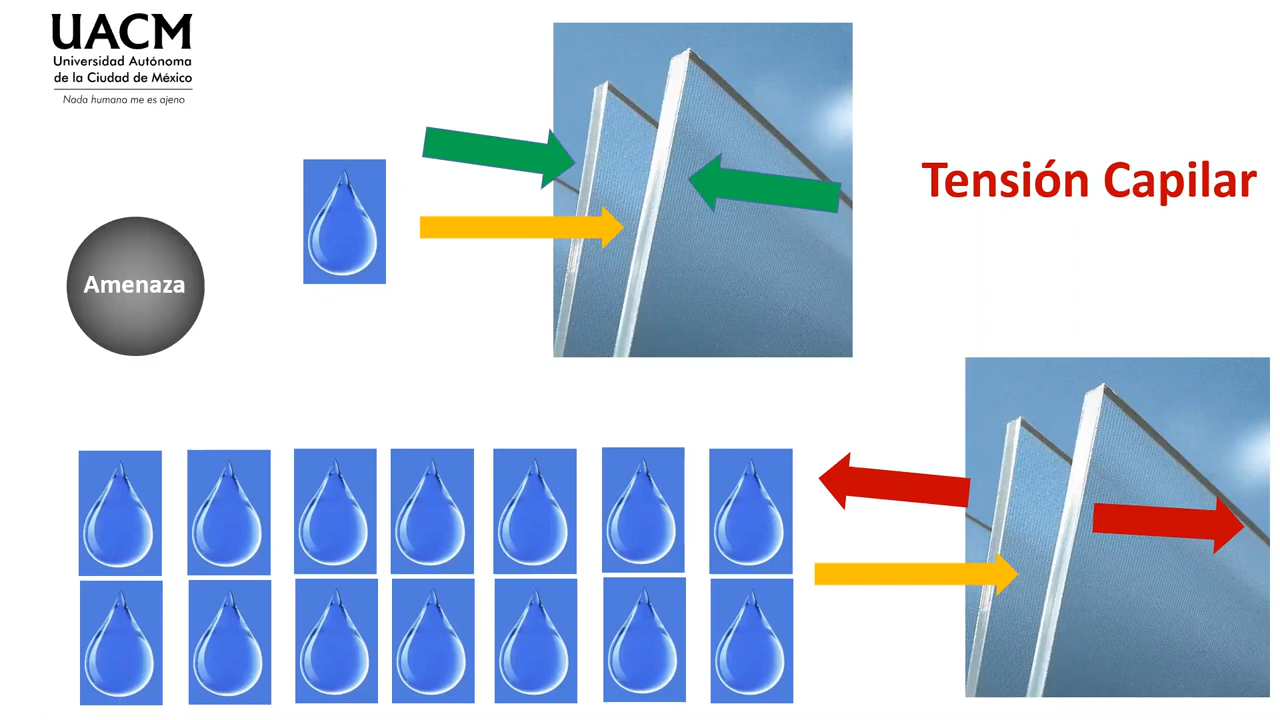 UACM
Universidad Autónoma
de la Ciudad de México
Nada humano me es ajeno
Tensión Capilar
Amenaza